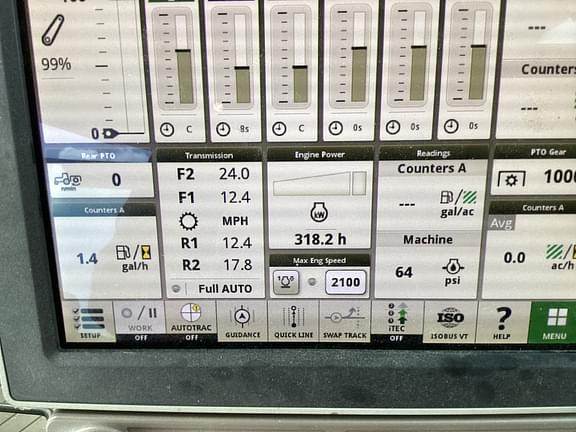 ---
99%
Counters
0
C
8s
C
0s
0s
0s
---
Rear PTO
Transmission
Engine Power
Readings
PTO Gear
n/min
0
F2 24.0
F1 12.4
MPH
R1 12.4
R2 17.8
Full AUTO
kW
318.2 h
Counters A
---
gal/ac
1000
Counters A
1.4
gal/h
Max Eng Speed
2100
Machine
64
psi
Counters A
Avg
0.0
ac/h
SETUP
WORK
OFF
AUTOTRAC
OFF
GUIDANCE
QUICK LINE
SWAP TRACK
iTEC
OFF
ISO
ISOBUS VT
?
HELP
MENU